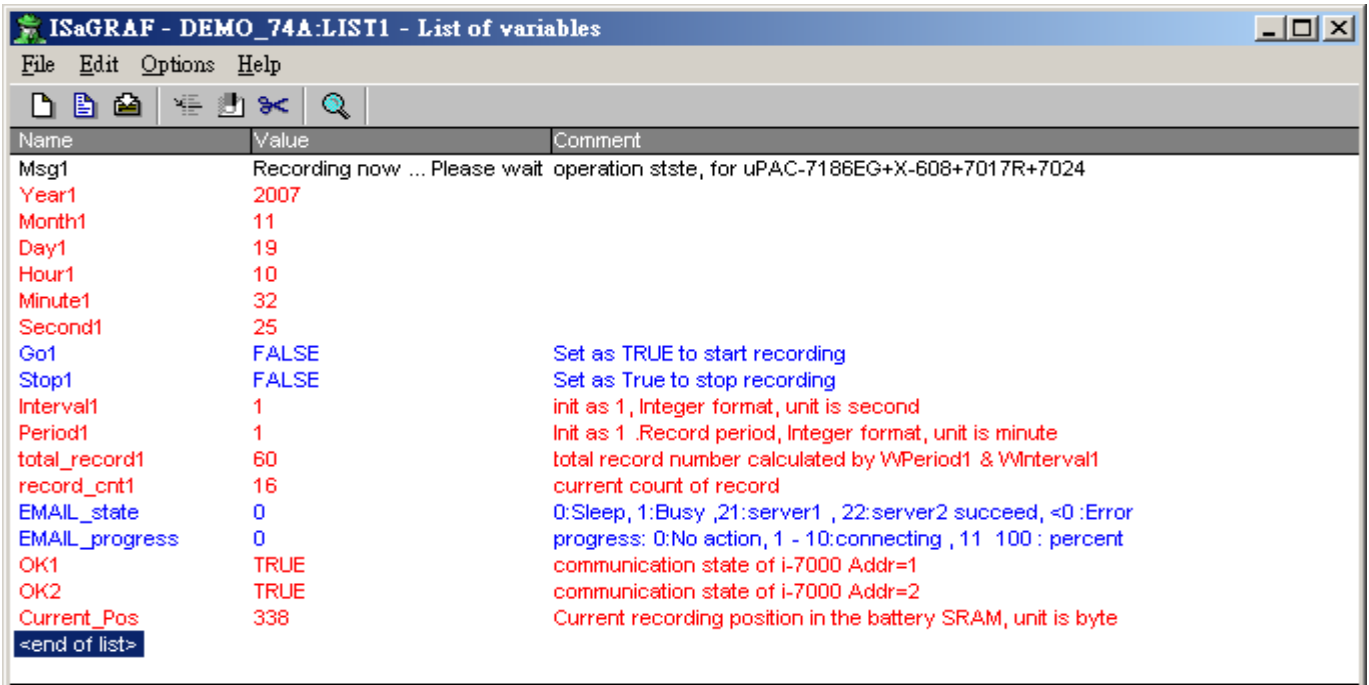 ISaGRAF - DEMO_74A:LIST1 - List of variables
File Edit Options Help
Name Value Comment
Msg1 Recording now ... Please wait operation stste, for uPAC-7186EG+X-608+7017R+7024
Year1 2007
Month1 11
Day1 19
Hour1 10
Minute1 32
Second1 25
Go1 FALSE Set as TRUE to start recording
Stop1 FALSE Set as True to stop recording
Interval1 1 init as 1, Integer format, unit is second
Period1 1 Init as 1 .Record period, Integer format, unit is minute
total_record1 60 total record number calculated by WPeriod1 & WInterval1
record_cnt1 16 current count of record
EMAIL_state 0 0:Sleep, 1:Busy ,21:server1 , 22:server2 succeed, <0 :Error
EMAIL_progress 0 progress: 0:No action, 1 - 10:connecting , 11 100 : percent
OK1 TRUE communication state of i-7000 Addr=1
OK2 TRUE communication state of i-7000 Addr=2
Current_Pos 338 Current recording position in the battery SRAM, unit is byte
<end of list>